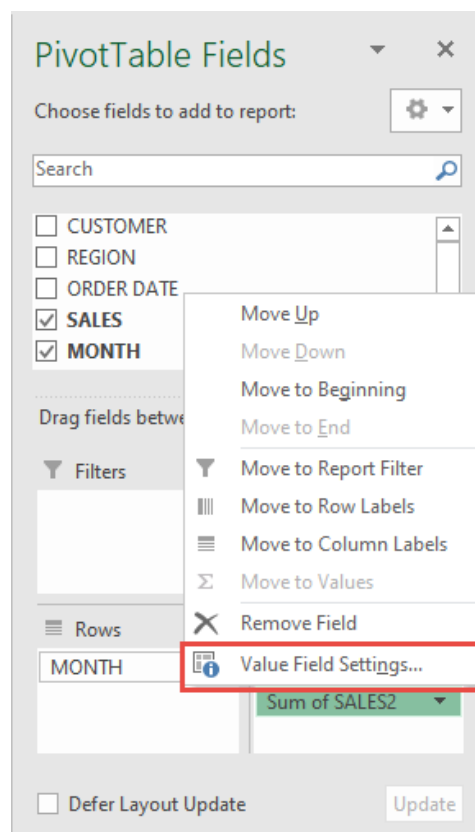 PivotTable Fields
Choose fields to add to report:
Search
CUSTOMER
REGION
ORDER DATE
SALES
MONTH
Move Up
Move Down
Move to Beginning
Move to End
Move to Report Filter
Move to Row Labels
Move to Column Labels
Move to Values
Remove Field
Value Field Settings...
Drag fields betwe
Filters
Rows
MONTH
Sum of SALES2
Defer Layout Update
Update